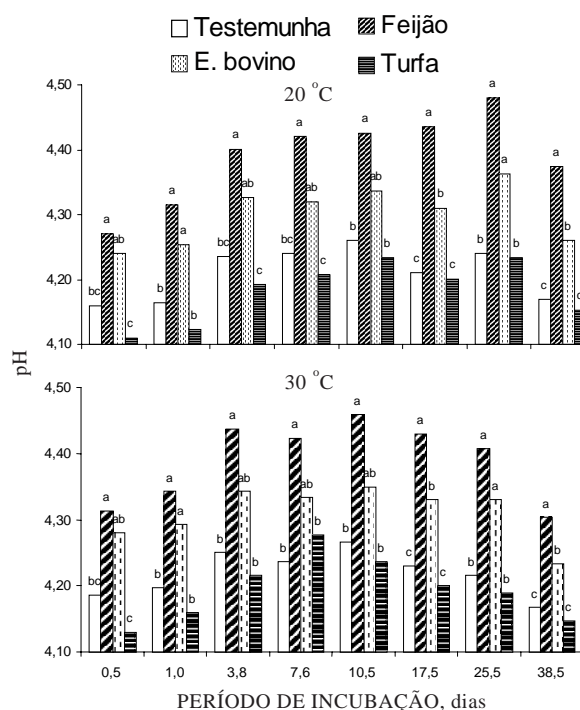 Testemunha Feijão
E. bovino Turfa
20 °C
4,50
4,40
4,30
4,20
4,10
bc a ab c
b a a b
bc a ab c
bc a ab c
b a ab b
c a b c
b a a b
c a b c
pH
30 °C
4,50
4,40
4,30
4,20
4,10
bc a ab c
b a a b
b a ab b
b a ab b
b a ab b
c a b c
b a a b
c a b c
0,5 1,0 3,8 7,6 10,5 17,5 25,5 38,5
PERÍODO DE INCUBAÇÃO, dias